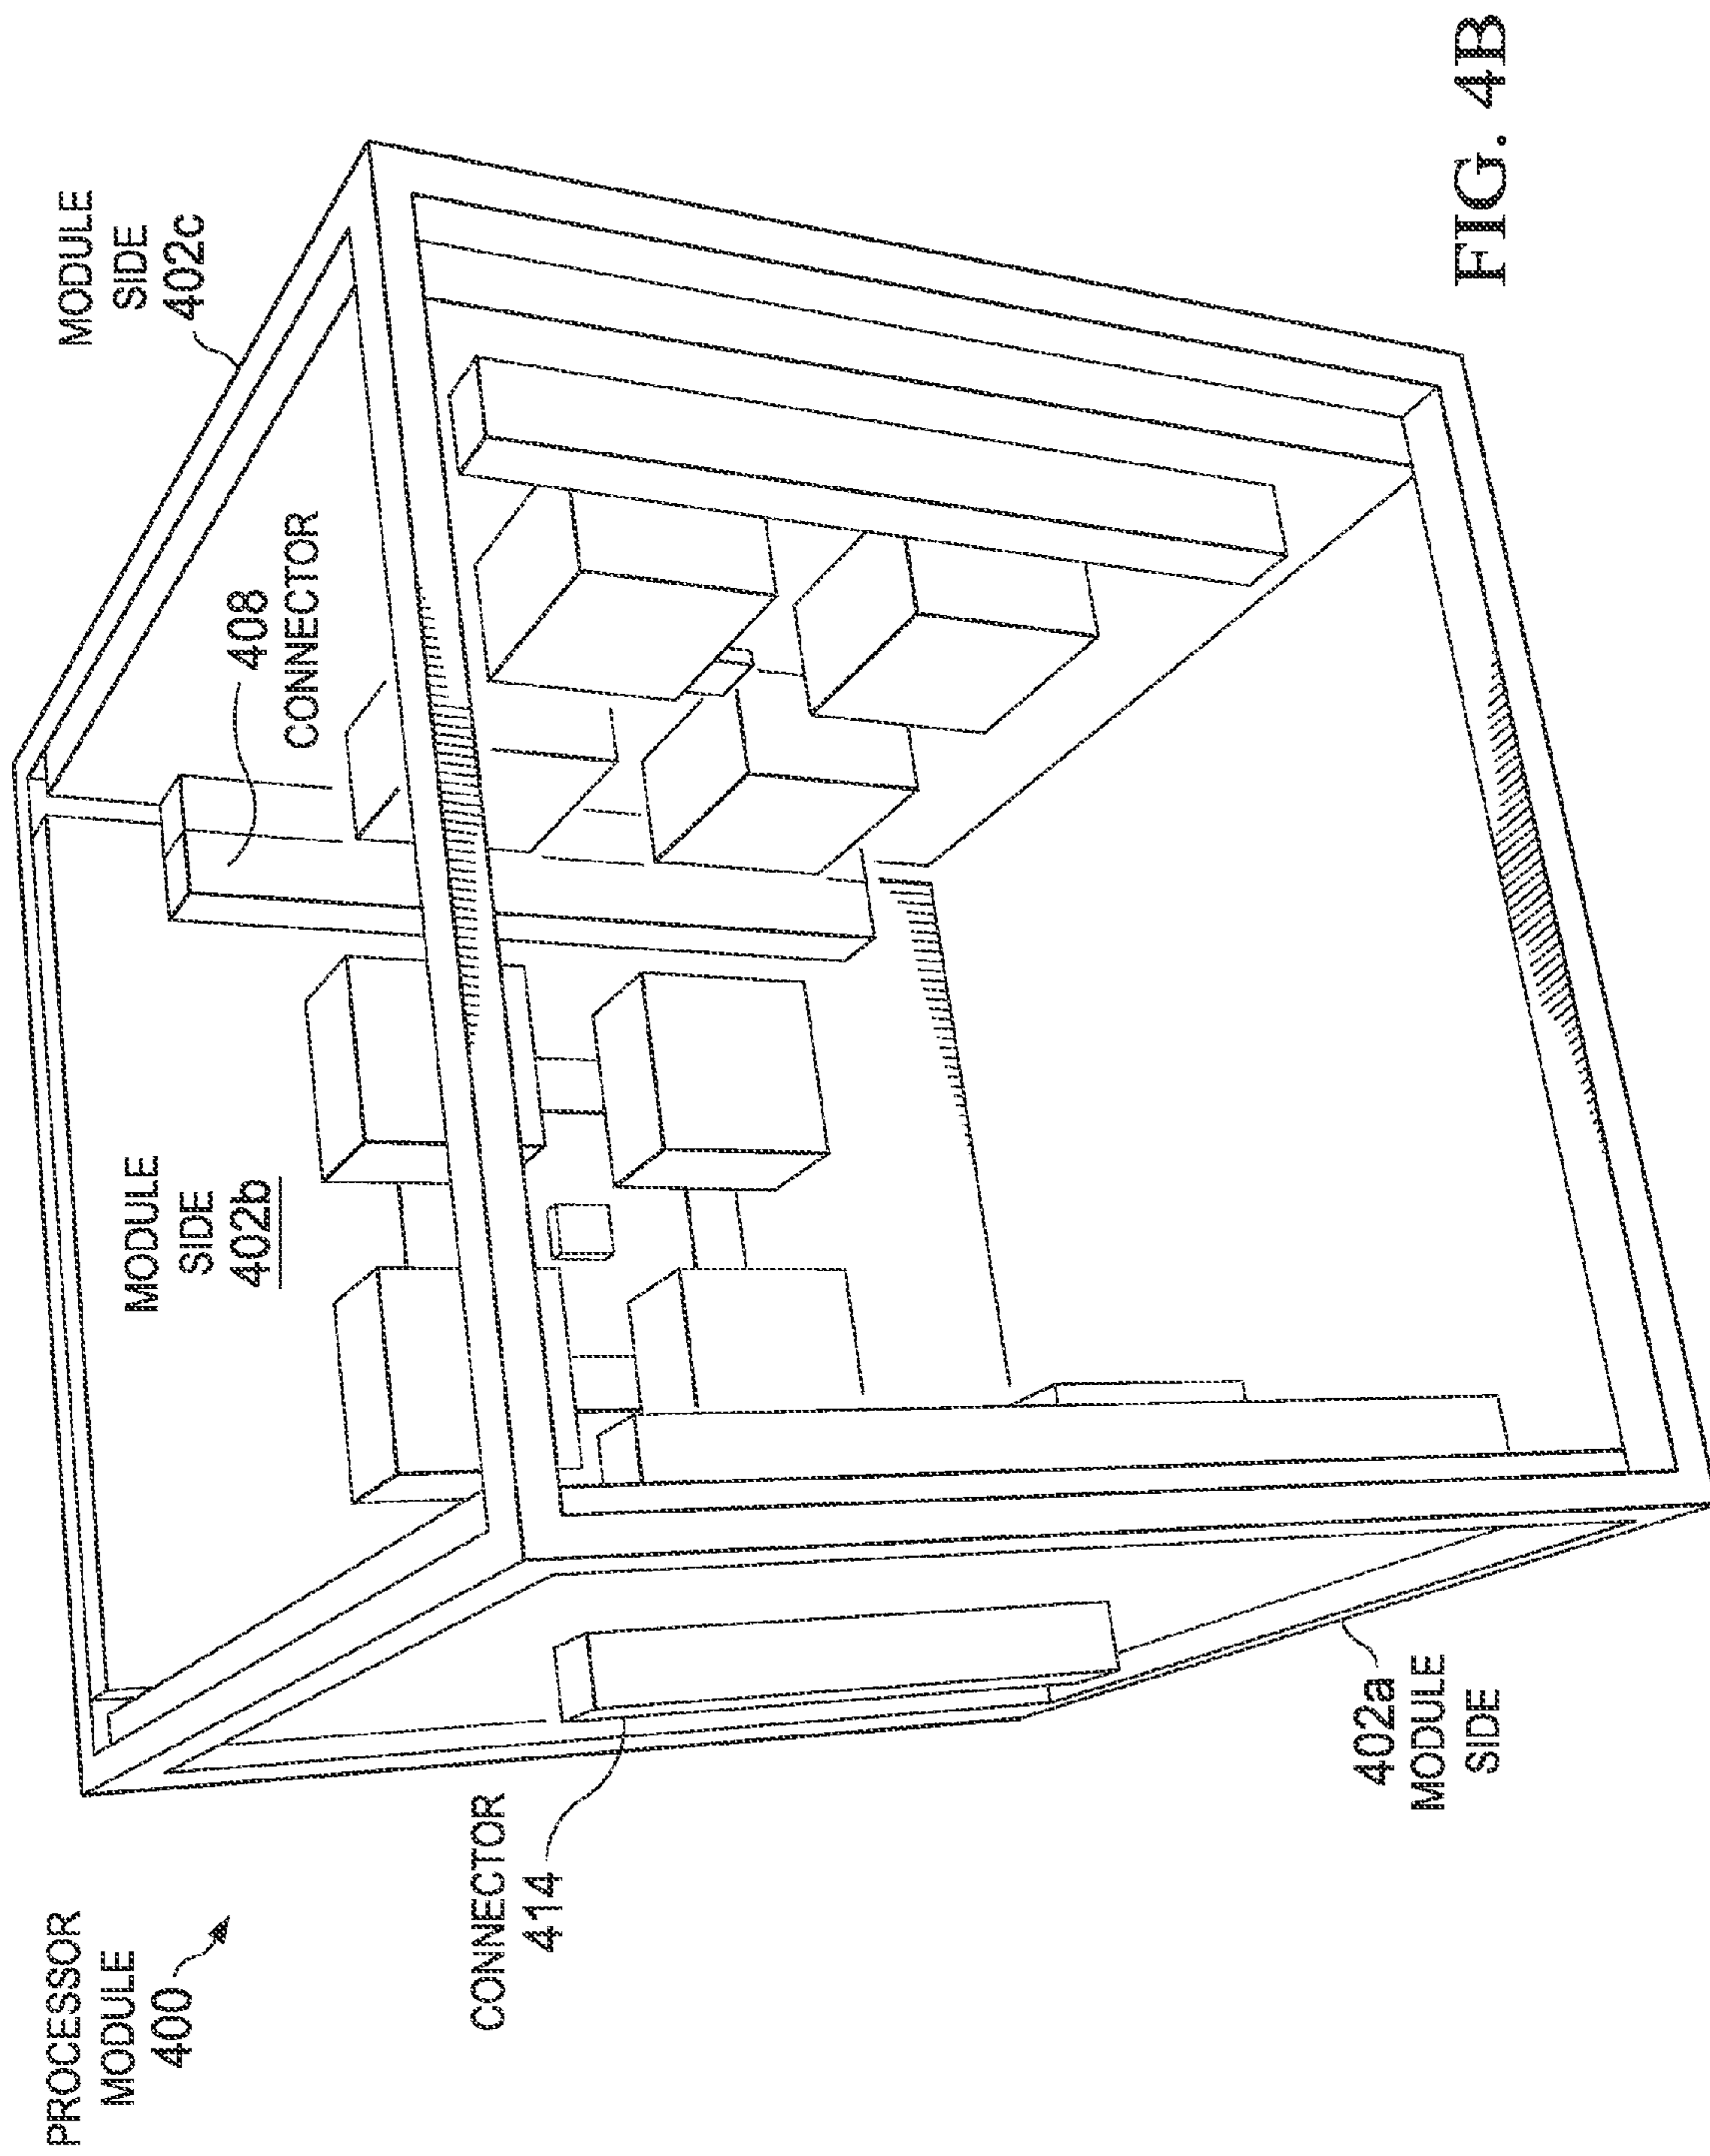 PROCESSOR
MODULE
400
MODULE
SIDE
402b
408
CONNECTOR
MODULE
SIDE
402c
CONNECTOR
414
402a
MODULE
SIDE
FIG. 4B